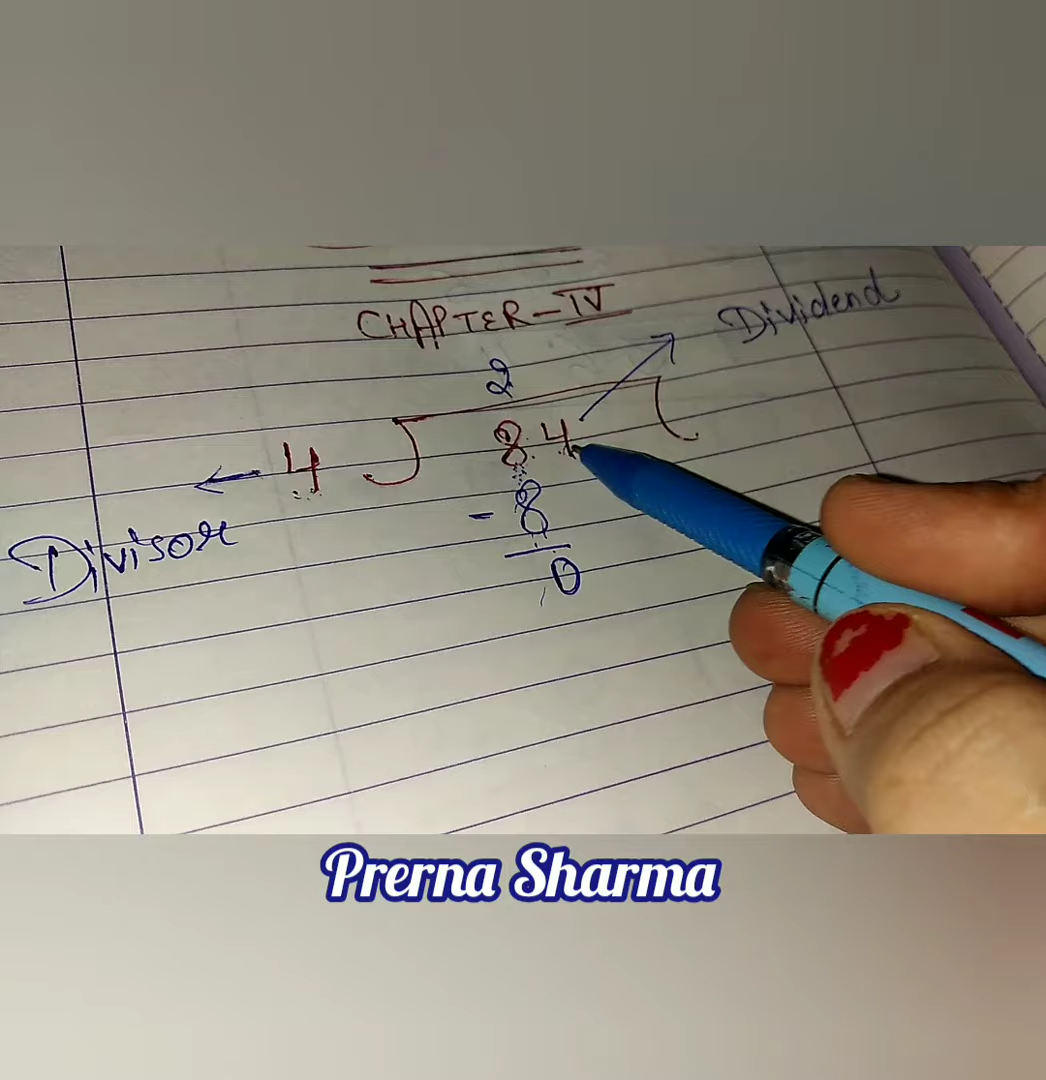 CHAPTER-IV
Dividend
2
4 84
Divisor
- 8
0
Prerna Sharma